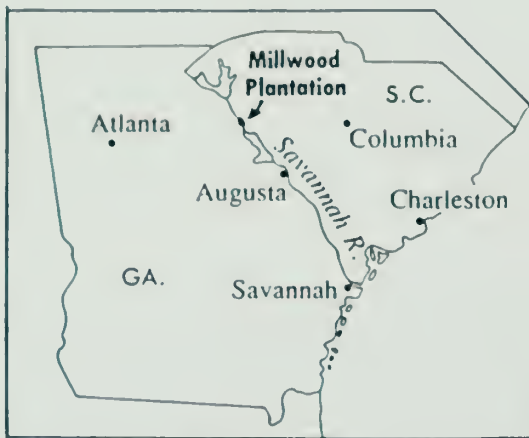 Millwood
Plantation
S.C.
Atlanta
Columbia
Savannah R.
Augusta
Charleston
GA.
Savannah